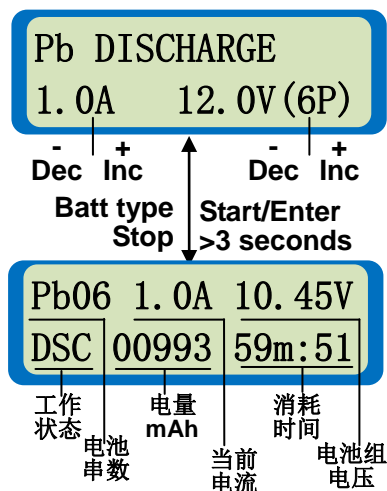 Pb DISCHARGE
1.0A 12.0V(6P)
- + - +
Dec Inc Dec Inc
Batt type Start/Enter
Stop >3 seconds
Pb06 1.0A 10.45V
DSC 00993 59m:51
工作
状态
电池
串数
电量
mAh
当前
电流
消耗
时间
电池组
电压